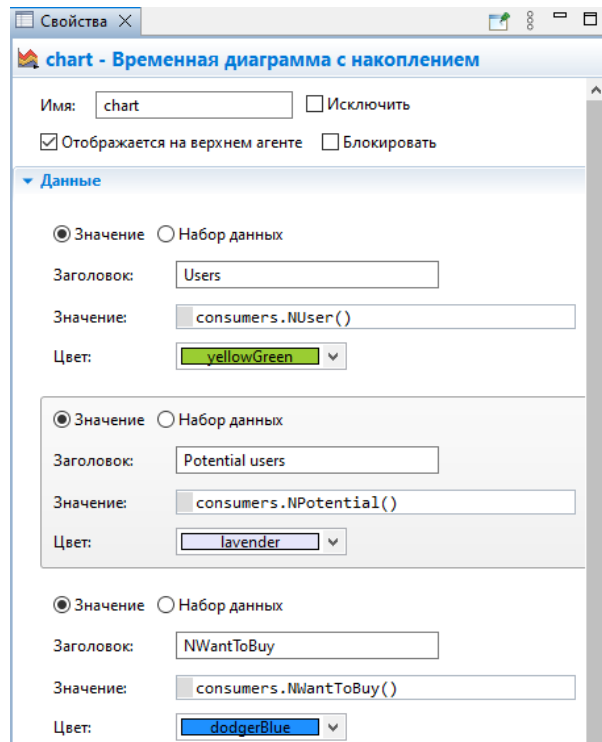 Свойства
chart - Временная диаграмма с накоплением
Имя: chart Исключить
Отображается на верхнем агенте Блокировать
Данные
Значение Набор данных
Заголовок: Users
Значение: consumers.NUser()
Цвет: yellowGreen
Значение Набор данных
Заголовок: Potential users
Значение: consumers.NPotential()
Цвет: lavender
Значение Набор данных
Заголовок: NWantToBuy
Значение: consumers.NWantToBuy()
Цвет: dodgerBlue